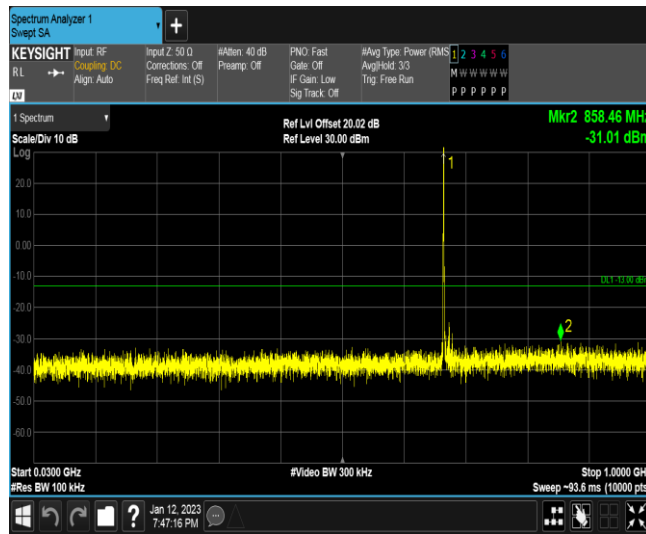 Spectrum Analyzer 1
Swept SA
+
KEYSIGHT
RL
LXI
Input: RF
Coupling: DC
Align: Auto
Input Z: 50 Ω
Corrections: Off
Freq Ref: Int (S)
#Atten: 40 dB
Preamp: Off
PNO: Fast
Gate: Off
IF Gain: Low
Sig Track: Off
#Avg Type: Power (RMS
Avg|Hold: 3/3
Trig: Free Run
1 2 3 4 5 6
M W W W W W
P P P P P P
1 Spectrum
Scale/Div 10 dB
Log
Ref Lvl Offset 20.02 dB
Ref Level 30.00 dBm
Mkr2 858.46 MHz
-31.01 dBm
1
20.0
10.0
0.00
-10.0
DL1 -13.00 dBm
-20.0
2
-30.0
-40.0
-50.0
-60.0
Start 0.0300 GHz
#Res BW 100 kHz
#Video BW 300 kHz
Stop 1.0000 GHz
Sweep ~93.6 ms (10000 pts
?
Jan 12, 2023
7:47:16 PM